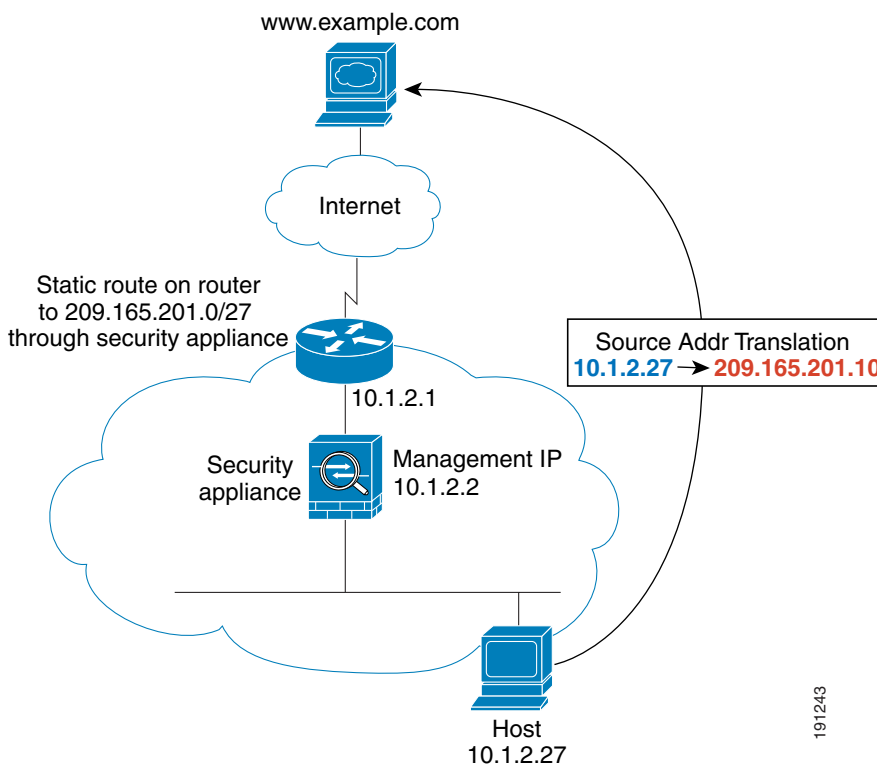 www.example.com
Internet
Static route on router
to 209.165.201.0/27
through security appliance
Source Addr Translation
10.1.2.27 209.165.201.10
10.1.2.1
Security
appliance
Management IP
10.1.2.2
Host
10.1.2.27
191243